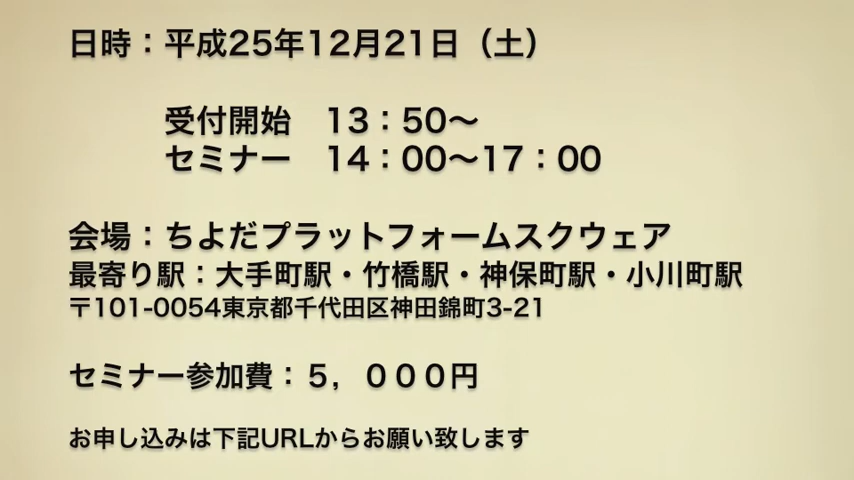 日時：平成25年12月21日（土）
受付開始　13：50〜
セミナー　14：00〜17：00
会場：ちよだプラットフォームスクウェア
最寄り駅：大手町駅・竹橋駅・神保町駅・小川町駅
〒101-0054東京都千代田区神田錦町3-21
セミナー参加費：５，０００円
お申し込みは下記URLからお願い致します